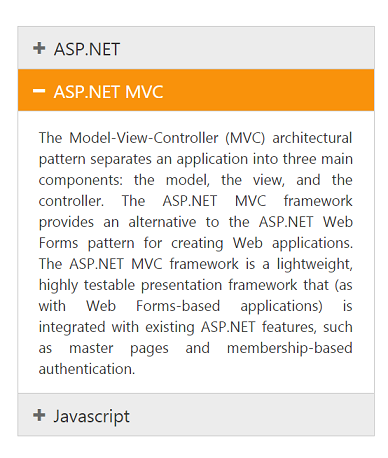 ASP.NET
ASP.NET MVC
The Model-View-Controller (MVC) architectural
pattern separates an application into three main
components: the model, the view, and the
controller. The ASP.NET MVC framework
provides an alternative to the ASP.NET Web
Forms pattern for creating Web applications.
The ASP.NET MVC framework is a lightweight,
highly testable presentation framework that (as
with Web Forms-based applications) is
integrated with existing ASP.NET features, such
as master pages and membership-based
authentication.
Javascript